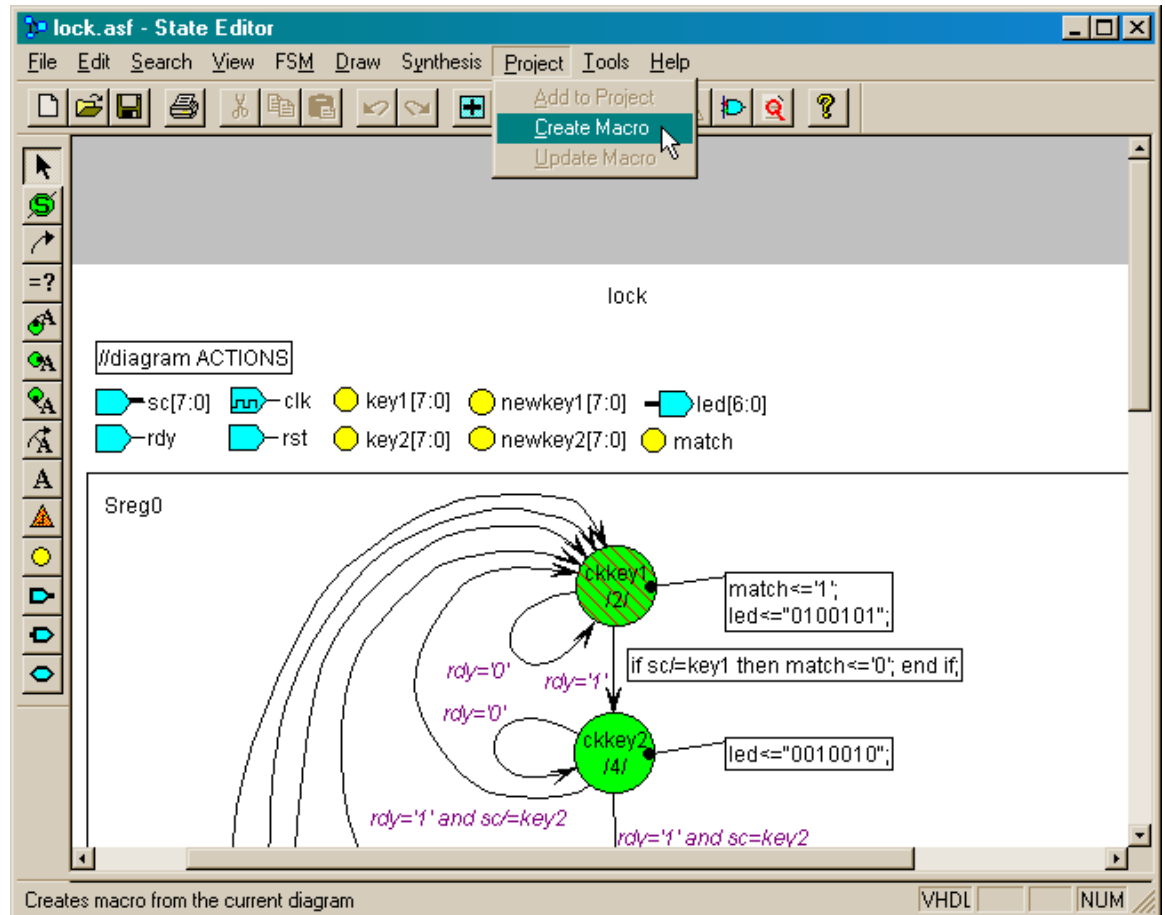 lock.asf - State Editor
File Edit Search View FSM Draw Synthesis Project Tools Help
Add to Project
Create Macro
Update Macro
S
=?
A
A
A
A
A
?
lock
//diagram ACTIONS
sc[7:0] clk key1[7:0] newkey1[7:0] led[6:0]
rdy rst key2[7:0] newkey2[7:0] match
Sreg0
ckkey1
/2/
match<='1';
led<="0100101";
rdy='0'
rdy='1'
if sc/=key1 then match<='0'; end if;
rdy='0'
ckkey2
/4/
led<="0010010";
rdy='1' and sc/=key2
rdy='1' and sc=key2
Creates macro from the current diagram VHDL NUM